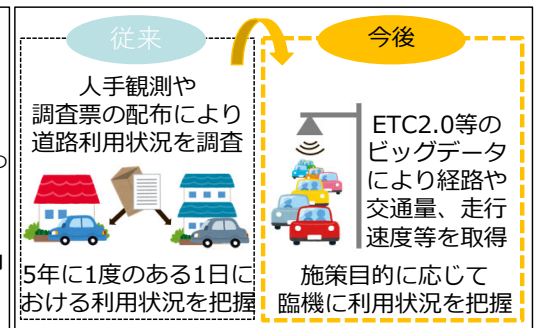 従来
人手観測や
調査票の配布により
道路利用状況を調査
5年に1度のある1日に
おける利用状況を把握
今後
ETC2.0等の
ビッグデータ
により経路や
交通量、走行
速度等を取得
施策目的に応じて
臨機に利用状況を把握